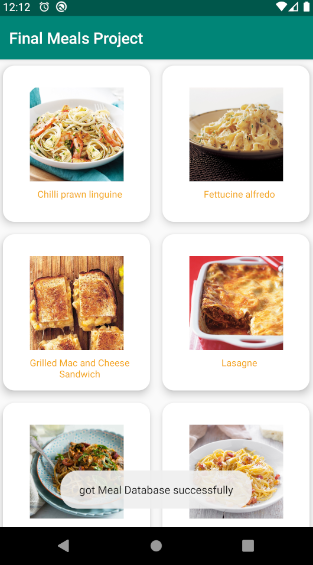 12:12
Final Meals Project
Chilli prawn linguine
Fettucine alfredo
Grilled Mac and Cheese
Sandwich
Lasagne
got Meal Database successfully